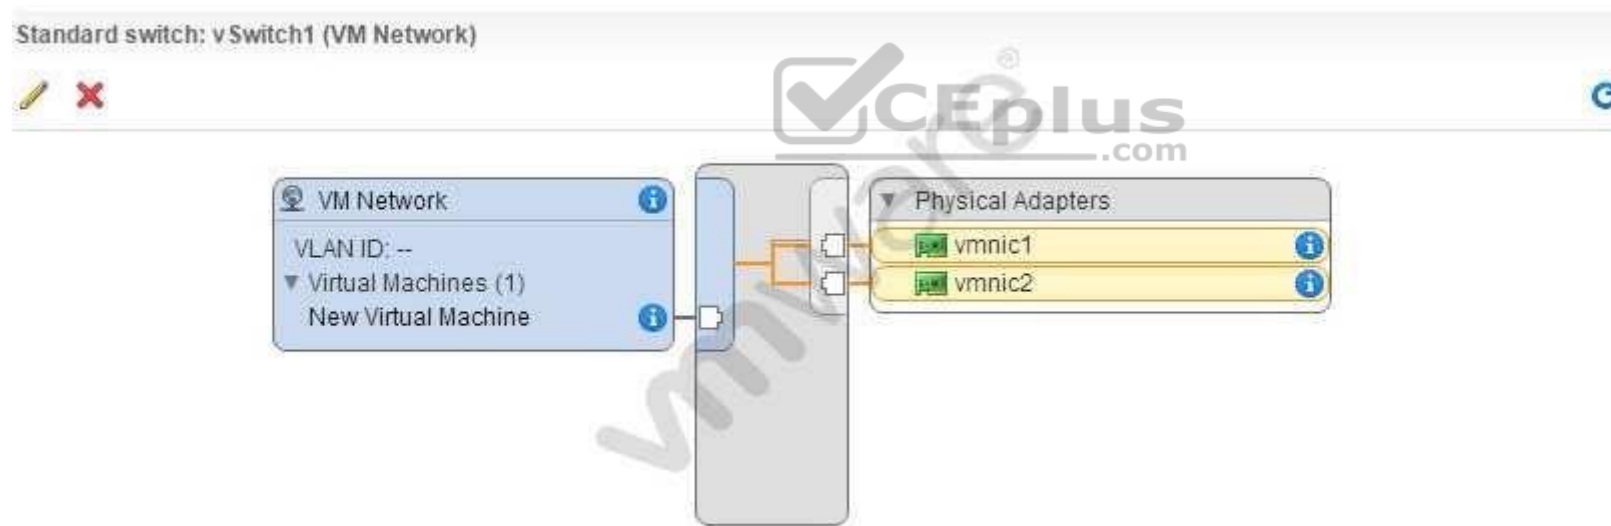 Standard switch: vSwitch1 (VM Network)
CEplus
.com
VM Network
VLAN ID: --
Virtual Machines (1)
New Virtual Machine
Physical Adapters
vmnic1
vmnic2
vmware®